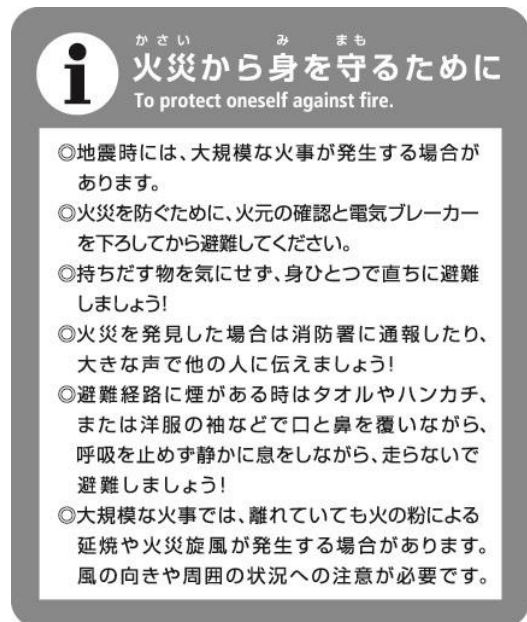 かさい み まも
火災から身を守るために
To protect oneself against fire.
◎地震時には、大規模な火事が発生する場合が
あります。
◎火災を防ぐために、火元の確認と電気ブレーカー
を下ろしてから避難してください。
◎持ちだす物を気にせず、身ひとつで直ちに避難
しましょう!
◎火災を発見した場合は消防署に通報したり、
大きな声で他の人に伝えましょう!
◎避難経路に煙がある時はタオルやハンカチ、
または洋服の袖などで口と鼻を覆いながら、
呼吸を止めず静かに息をしながら、走らないで
避難しましょう!
◎大規模な火事では、離れていても火の粉による
延焼や火災旋風が発生する場合があります。
風の向きや周囲の状況への注意が必要です。